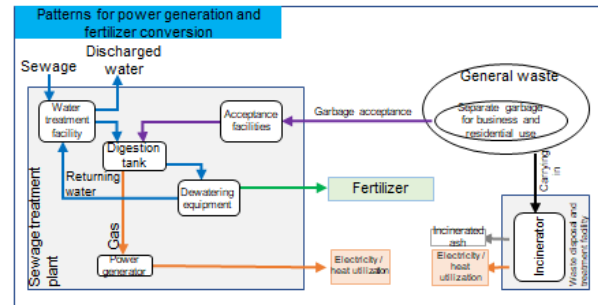 Patterns for power generation and
fertilizer conversion
Discharged
water
Sewage
General waste
Water
treatment
facility
Acceptance
facilities
Garbage acceptance
Separate garbage
for business and
residential use
Digestion
tank
Returning
water
Dewatering
equipment
Fertilizer
Carrying
in
Gas
Sewage treatment
plant
Power
generator
Electricity /
heat utilization
Incinerated
ash
Electricity /
heat
utilization
Incinerator
Waste disposal and
treatment facility